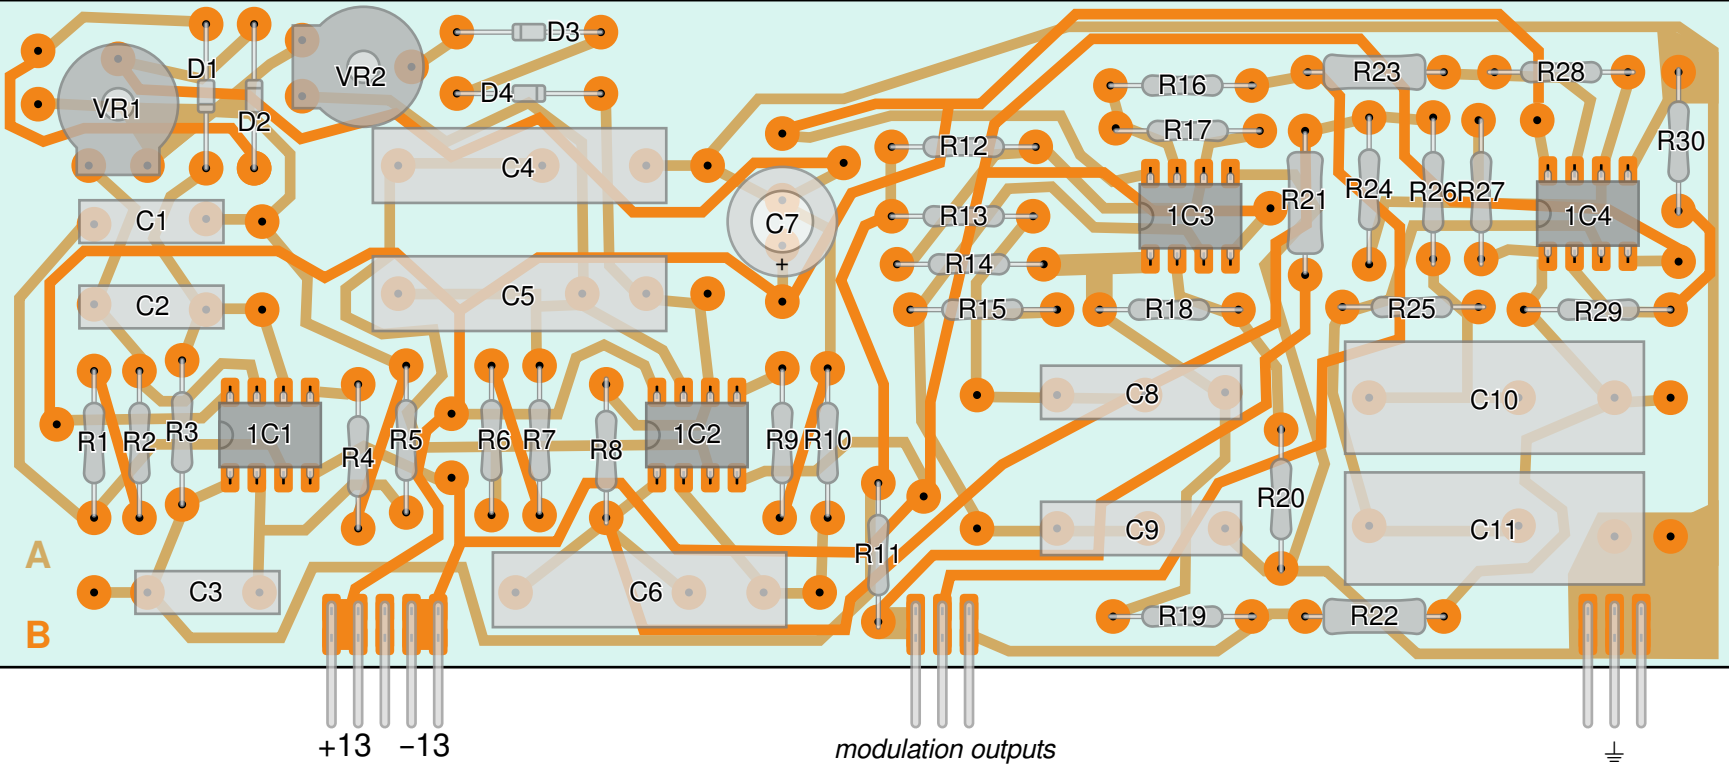 D3
D1
VR2
D4
VR1
D2
R23
R28
R16
R17
R12
R30
C4
R24
R26
R27
R21
C1
C7
R13
1C3
1C4
+
R14
C5
C2
R15
R18
R25
R29
C8
C10
R1
R2
R3
1C1
R4
R5
R6
R7
R8
1C2
R9
R10
R20
C9
C11
A
R11
C3
C6
R19
R22
B
+13
−13
modulation outputs